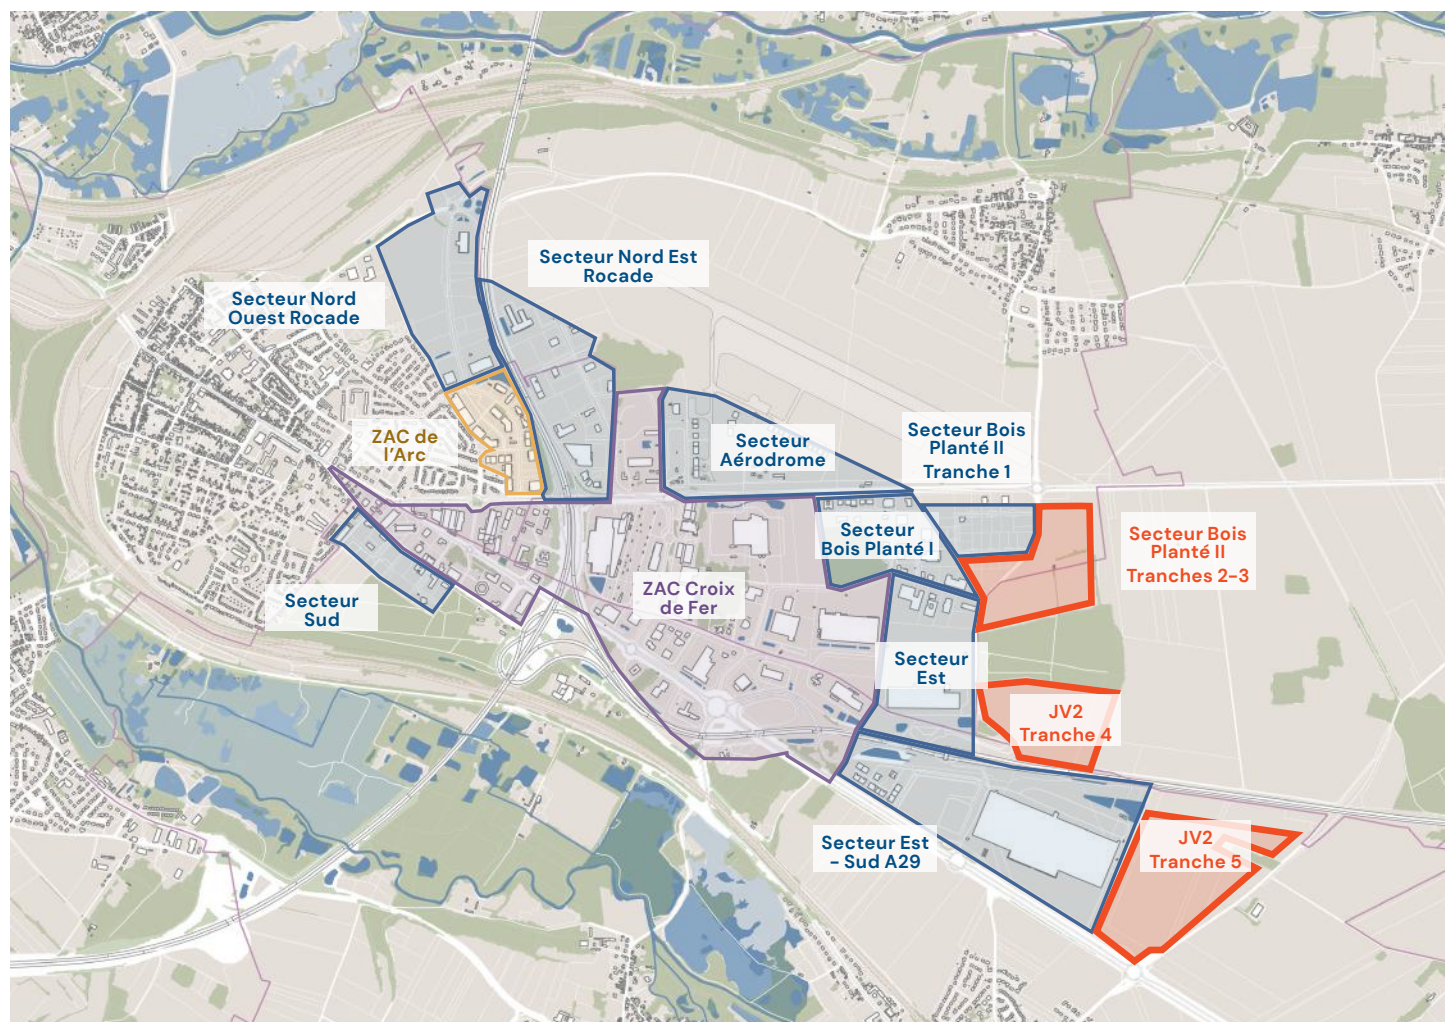 Secteur Nord Est
Rocade
Secteur Nord
Ouest Rocade
ZAC de
l'Arc
Secteur
Aérodrome
Secteur Bois
Planté II
Tranche 1
Secteur
Bois Planté I
Secteur Bois
Planté II
Tranches 2-3
Secteur
Sud
ZAC Croix
de Fer
Secteur
Est
JV2
Tranche 4
Secteur Est
- Sud A29
JV2
Tranche 5